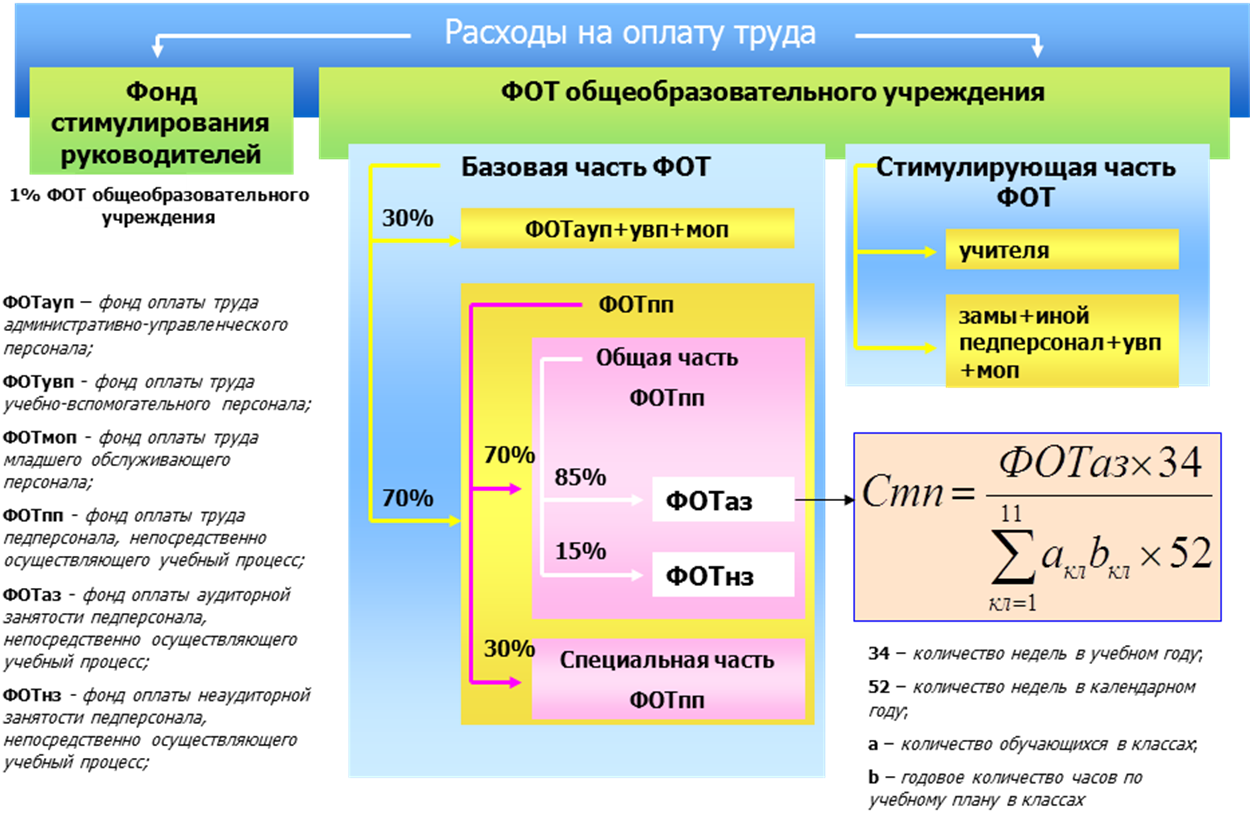 Расходы на оплату труда
Фонд
стимулирования
руководителей
1% ФОТ общеобразовательного
учреждения
ФОТ общеобразовательного учреждения
Базовая часть ФОТ
30%
ФОТауп+увп+моп
70%
ФОТпп
70%
Общая часть
ФОТпп
85%
ФОТаз
15%
ФОТнз
30%
Специальная часть
ФОТпп
Стимулирующая часть
ФОТ
учителя
замы+иной
педперсонал+увп
+моп
ФОТауп – фонд оплаты труда
административно-управленческого
персонала;
ФОТувп - фонд оплаты труда
учебно-вспомогательного персонала;
ФОТмоп - фонд оплаты труда
младшего обслуживающего
персонала;
ФОТпп - фонд оплаты труда
педперсонала, непосредственно
осуществляющего учебный процесс;
ФОТаз - фонд оплаты аудиторной
занятости педперсонала,
непосредственно осуществляющего
учебный процесс;
ФОТнз - фонд оплаты неаудиторной
занятости педперсонала,
непосредственно осуществляющего
учебный процесс;
ФОТаз×34
Стп =
11
∑ aкл bкл × 52
кл=1
34 – количество недель в учебном году;
52 – количество недель в календарном
году;
a – количество обучающихся в классах;
b – годовое количество часов по
учебному плану в классах